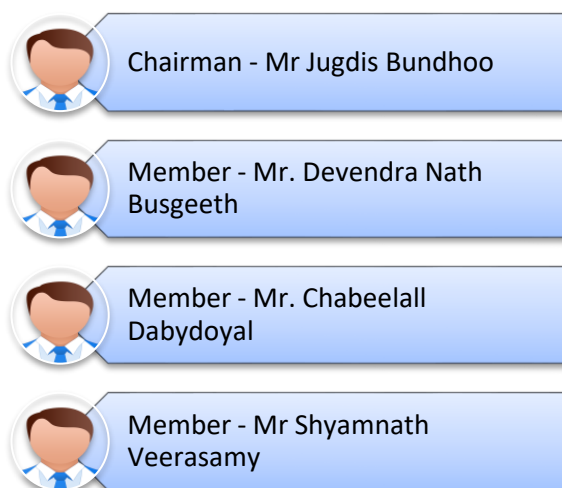 Chairman - Mr Jugdis Bundhoo
Member - Mr. Devendra Nath
Busgeeth
Member - Mr. Chabeelall
Dabydoyal
Member - Mr Shyamnath
Veerasamy